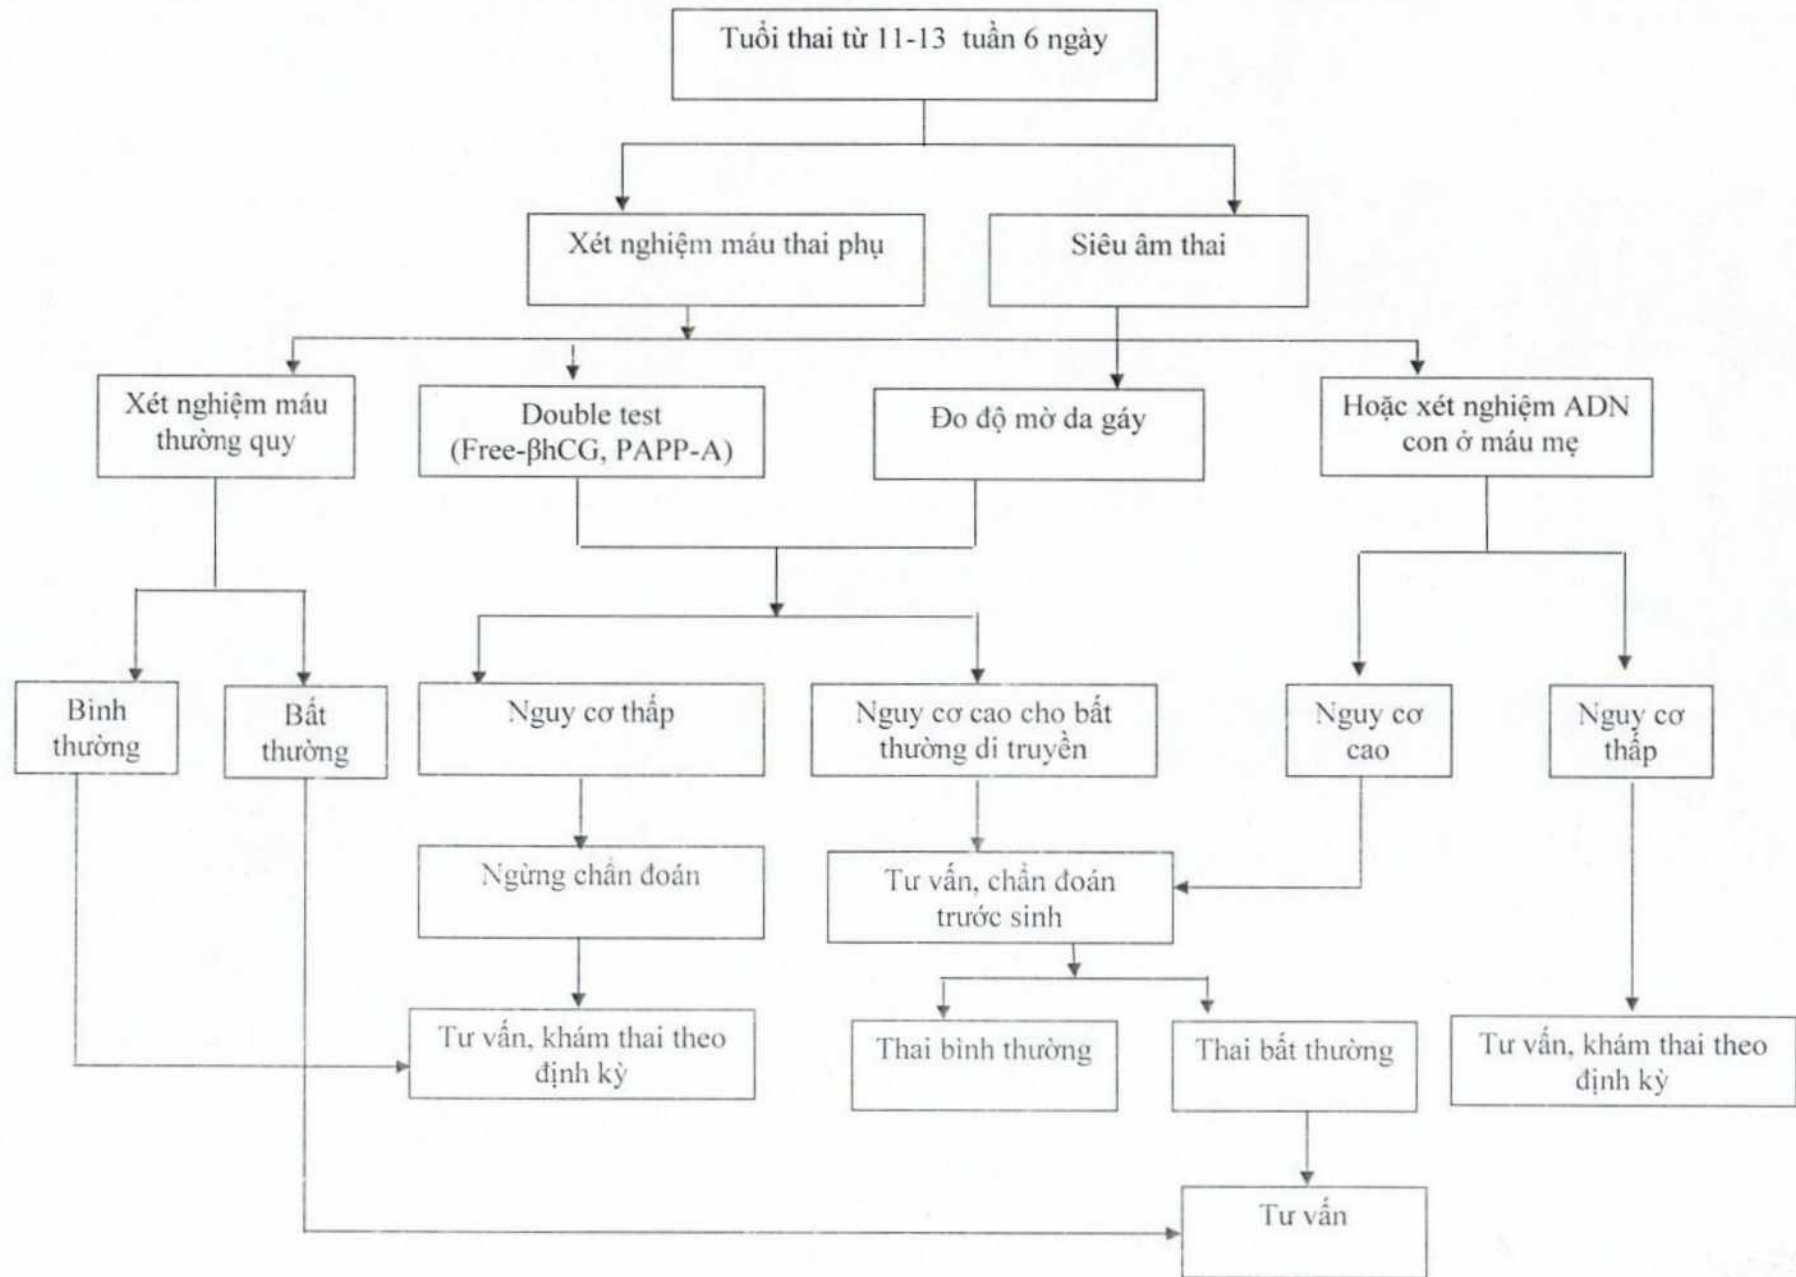 Tuổi thai từ 11-13 tuần 6 ngày
Xét nghiệm máu thai phụ
Siêu âm thai
Xét nghiệm máu
thường quy
Double test
(Free-βhCG, PAPP-A)
Đo độ mờ da gáy
Hoặc xét nghiệm ADN
con ở máu mẹ
Bình
thường
Bất
thường
Nguy cơ thấp
Nguy cơ cao cho bất
thường di truyền
Nguy cơ
cao
Nguy cơ
thấp
Ngừng chẩn đoán
Tư vấn, chẩn đoán
trước sinh
Tư vấn, khám thai theo
định kỳ
Thai bình thường
Thai bất thường
Tư vấn, khám thai theo
định kỳ
Tư vấn